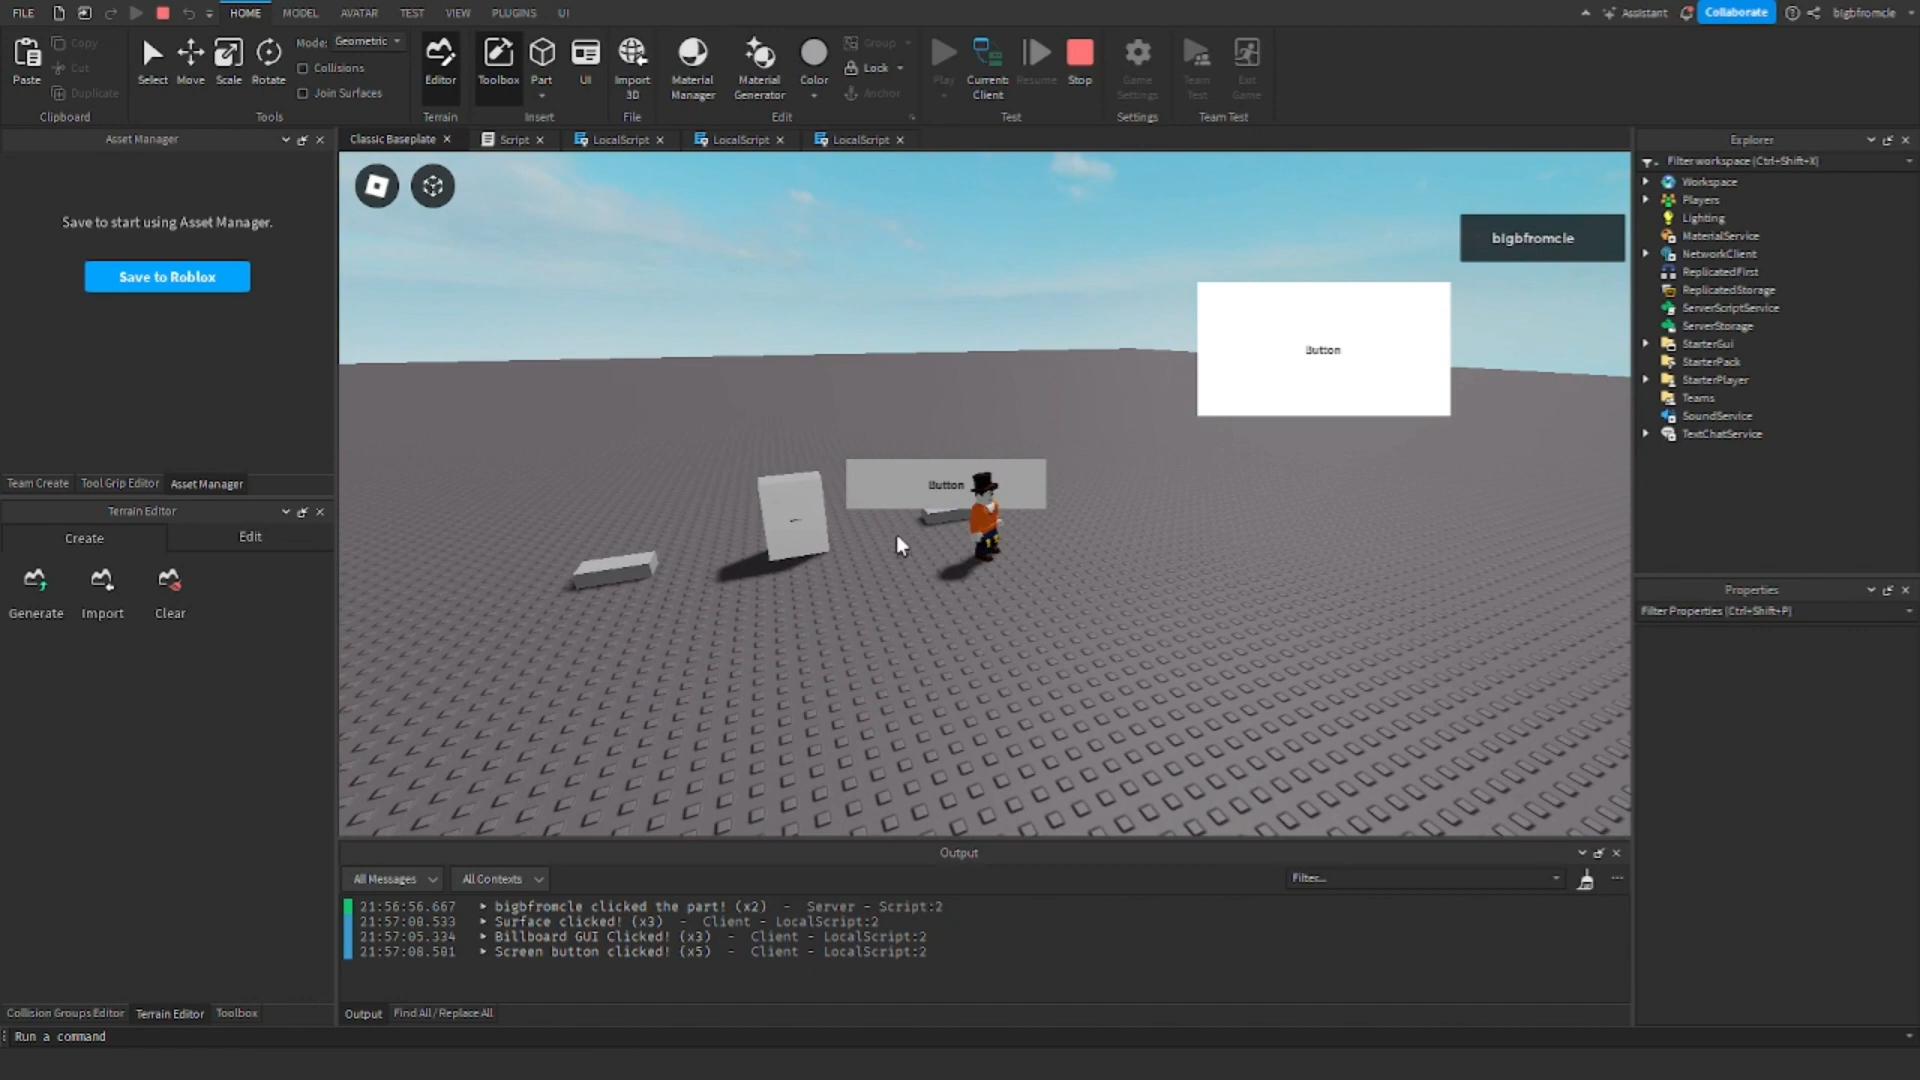 FILE HOME MODEL AVATAR TEST VIEW PLUGINS UI Assistant Collaborate bigbfromcle
Paste Copy Cut Duplicate Clipboard
Select Move Scale Rotate Mode: Geometric Collisions Join Surfaces Tools
Editor Terrain
Toolbox Part UI Insert
Import 3D File
Material Manager Material Generator Color Group Lock Anchor Edit
Play Current: Client Resume Stop Test
Game Settings Settings
Team Test Exit Game Team Test
Asset Manager
Save to start using Asset Manager.
Save to Roblox
Team Create Tool Grip Editor Asset Manager
Terrain Editor
Create Edit
Generate Import Clear
Collision Groups Editor Terrain Editor Toolbox
Classic Baseplate Script LocalScript LocalScript LocalScript
bigbfromcle
Button
Button
Output
All Messages All Contexts Filter...
21:56:56.667 bigbfromcle clicked the part! (x2) - Server - Script:2
21:57:00.533 Surface clicked! (x3) - Client - LocalScript:2
21:57:05.334 Billboard GUI Clicked! (x3) - Client - LocalScript:2
21:57:08.501 Screen button clicked! (x5) - Client - LocalScript:2
Output Find All / Replace All
Run a command
Explorer
Filter workspace (Ctrl+Shift+X)
Workspace
Players
Lighting
MaterialService
NetworkClient
ReplicatedFirst
ReplicatedStorage
ServerScriptService
ServerStorage
StarterGui
StarterPack
StarterPlayer
Teams
SoundService
TextChatService
Properties
Filter Properties (Ctrl+Shift+P)